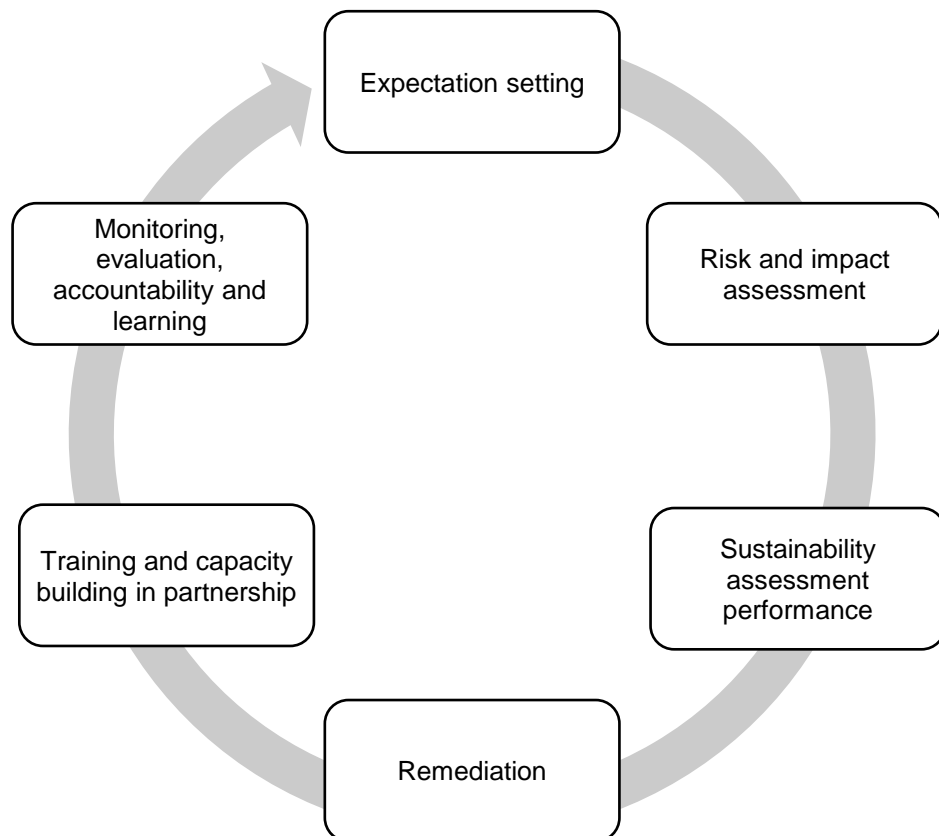 Expectation setting
Risk and impact
assessment
Sustainability
assessment
performance
Remediation
Training and capacity
building in partnership
Monitoring,
evaluation,
accountability and
learning